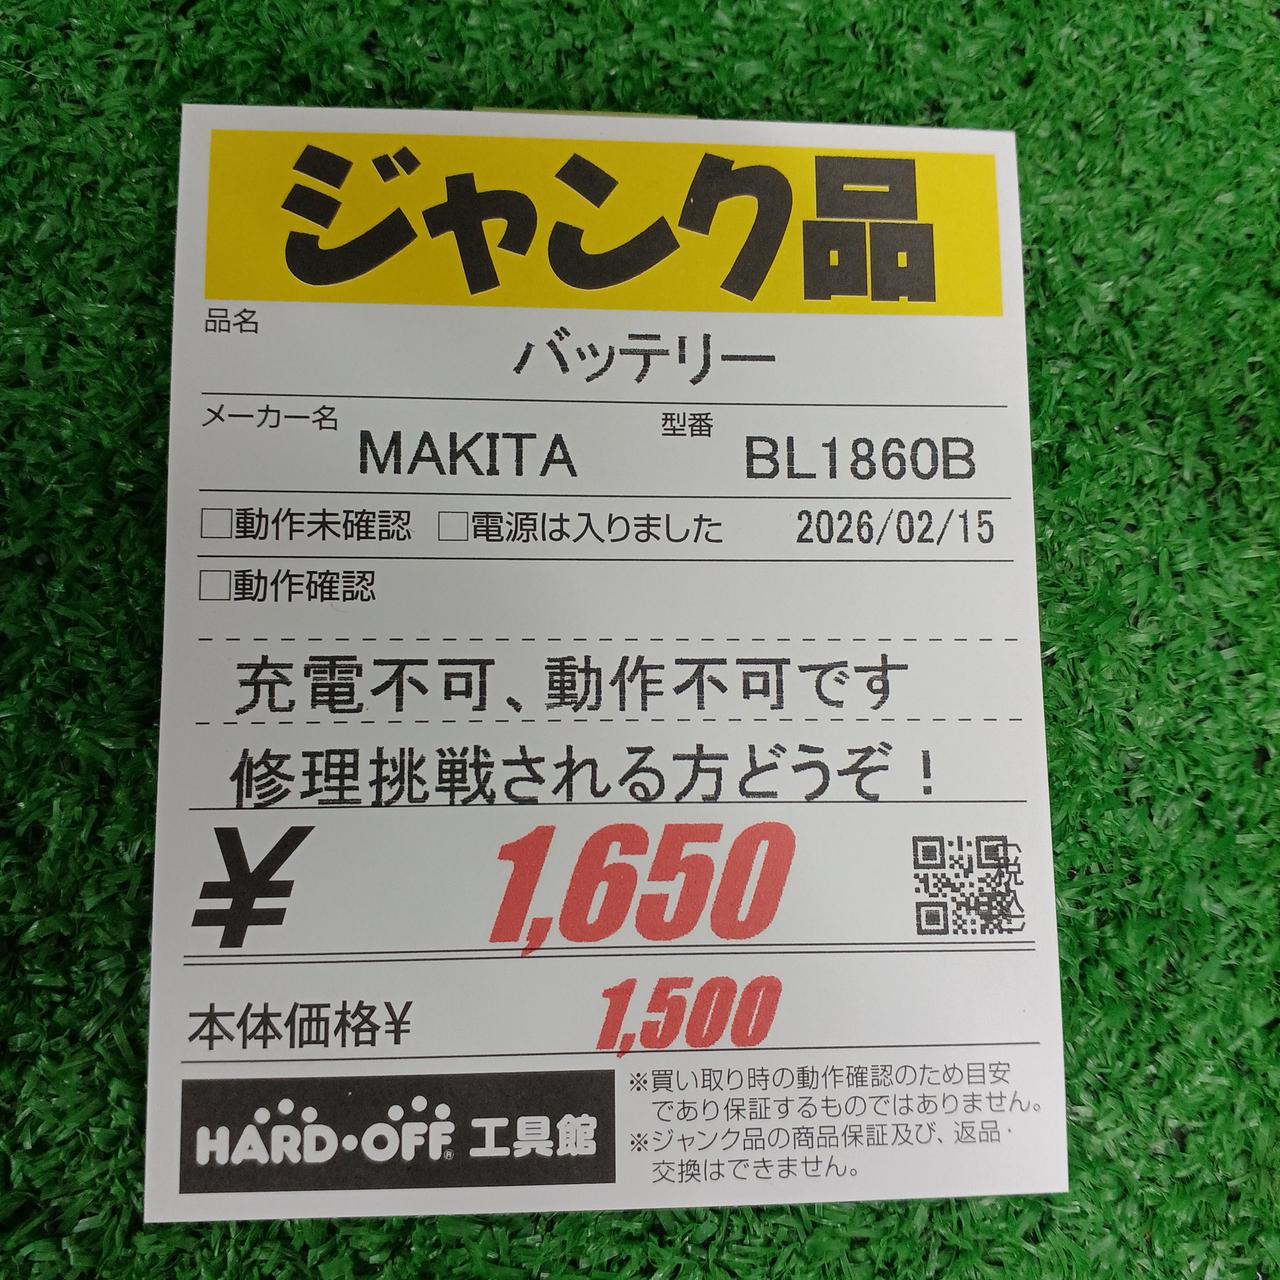 ジャンク品
品名
バッテリー
メーカー名 MAKITA 型番 BL1860B
□動作未確認 □電源は入りました 2026/02/15
□動作確認
充電不可、動作不可です
修理挑戦される方どうぞ！
¥ 1,650 (税込)
本体価格¥ 1,500
HARD・OFF® 工具館
※買い取り時の動作確認のため目安
であり保証するものではありません。
※ジャンク品の商品保証及び、返品・
交換はできません。